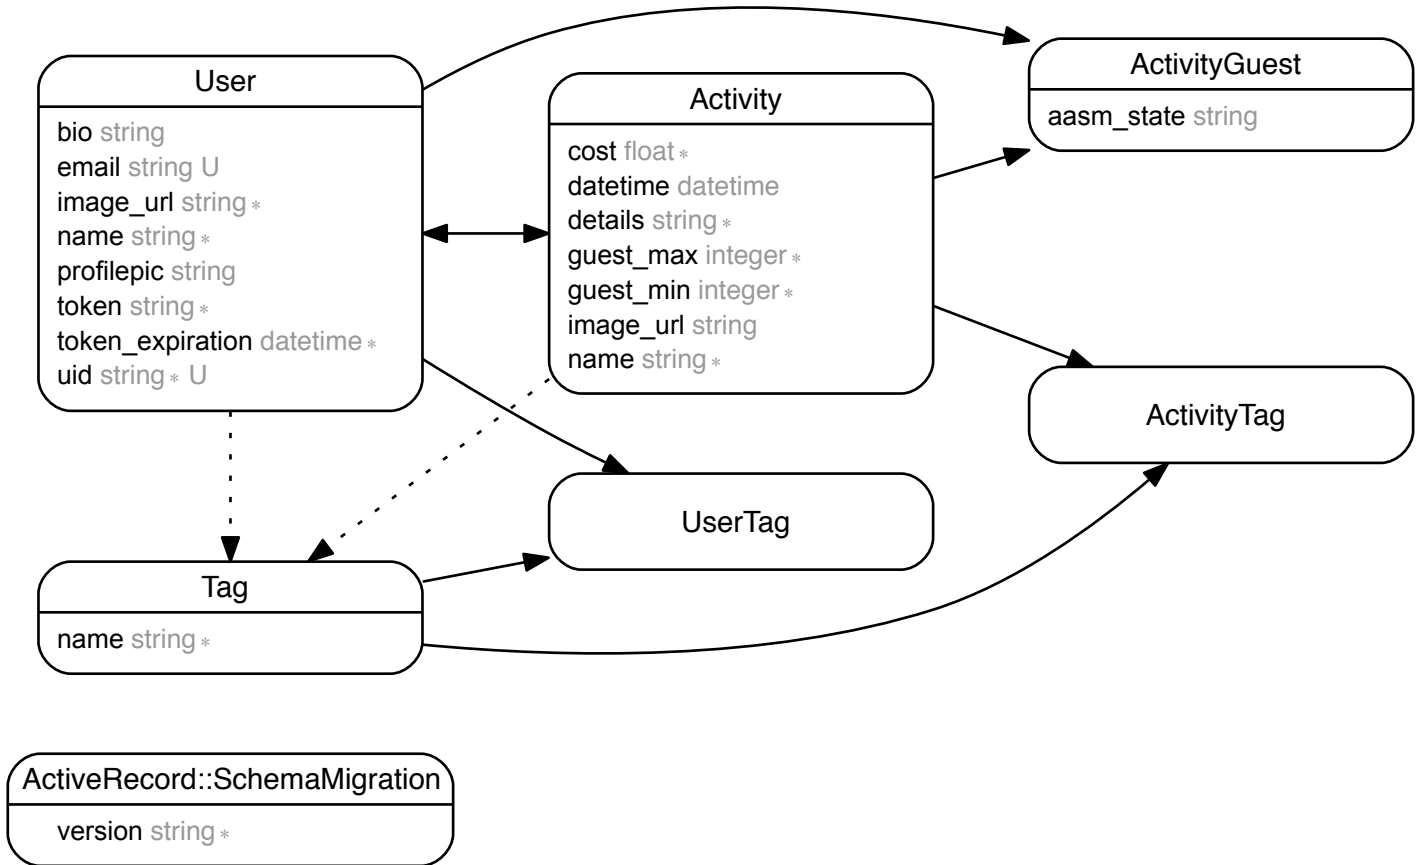 User
bio string
email string U
image_url string *
name string *
profilepic string
token string *
token_expiration datetime *
uid string * U
Activity
cost float *
datetime datetime
details string *
guest_max integer *
guest_min integer *
image_url string
name string *
ActivityGuest
aasm_state string
ActivityTag
UserTag
Tag
name string *
ActiveRecord::SchemaMigration
version string *